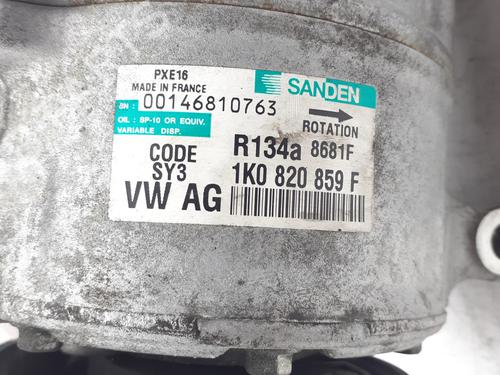 PXE16
MADE IN FRANCE
SANDEN
SN : 00146810763
OIL : SP-10 OR EQUIV.
VARIABLE DISP.
ROTATION
CODE
SY3
R134a 8681F
VW AG
1K0 820 859 F